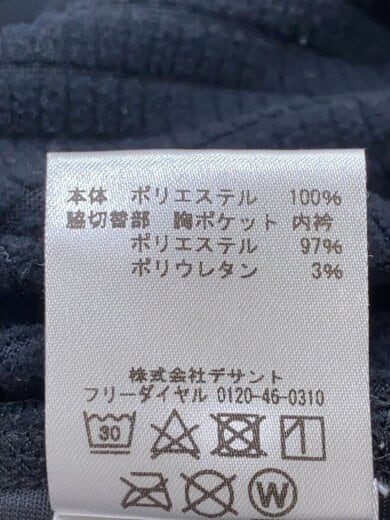 本体 ポリエステル 100%
脇切替部 胸ポケット 内衿
ポリエステル 97%
ポリウレタン 3%
株式会社デサント
フリーダイヤル 0120-46-0310
30
W